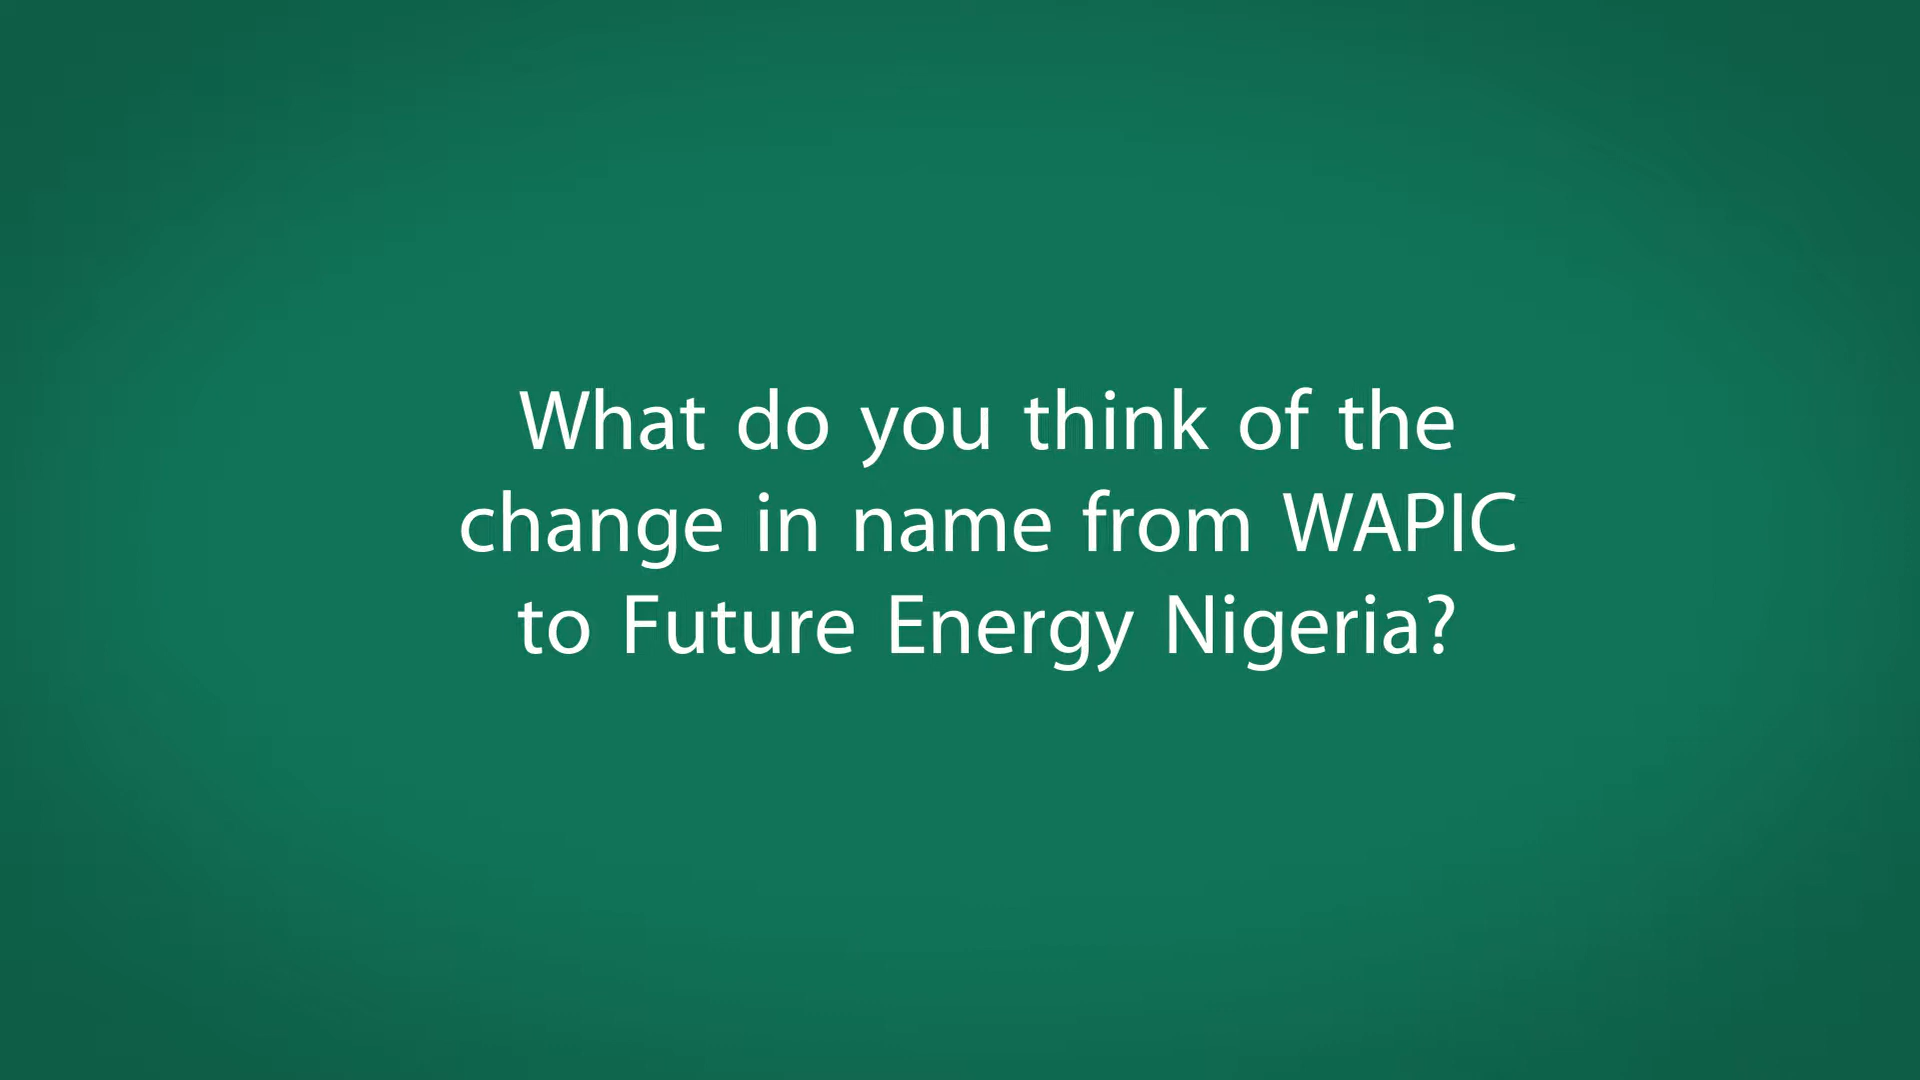 What do you think of the
change in name from WAPIC
to Future Energy Nigeria?